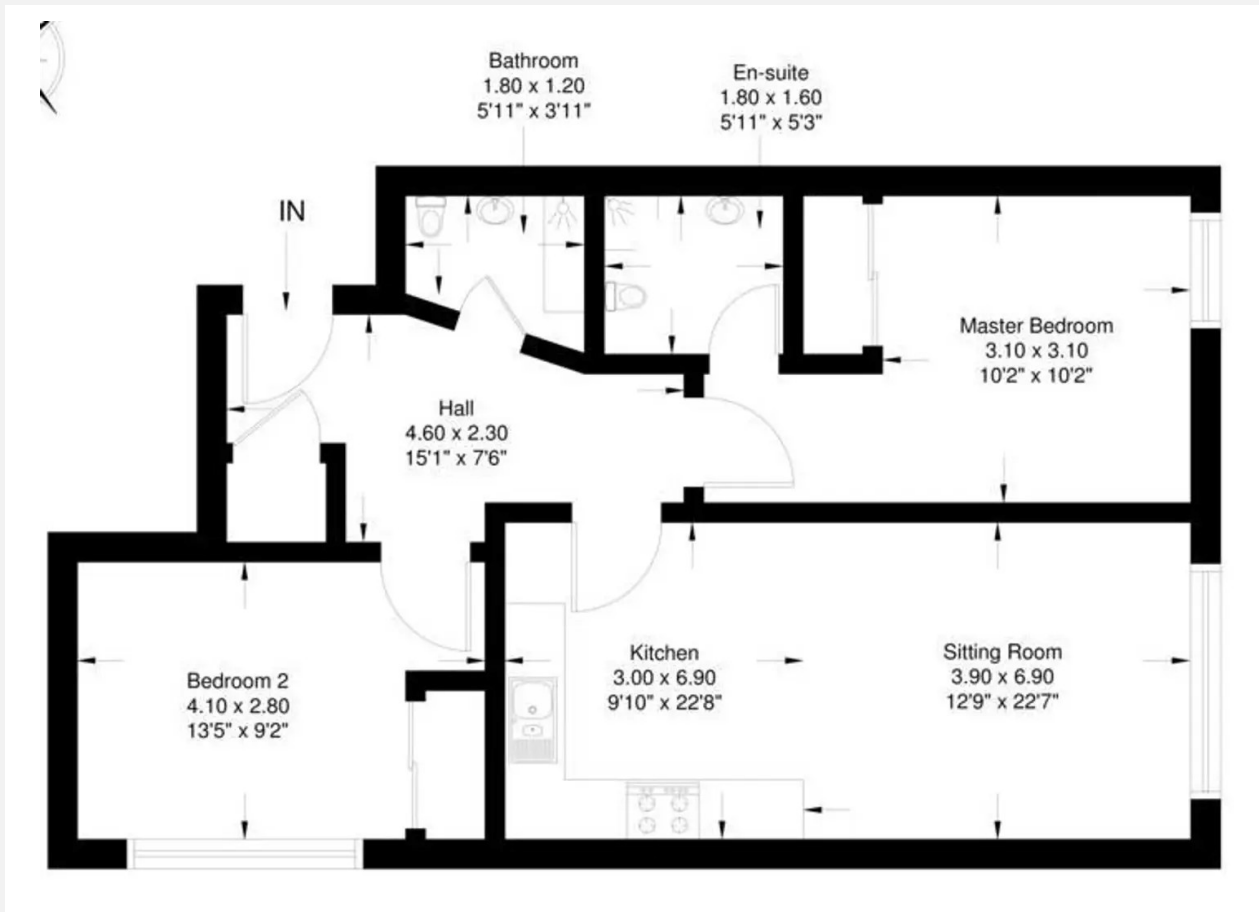 Bathroom
1.80 x 1.20
5'11" x 3'11"
En-suite
1.80 x 1.60
5'11" x 5'3"
IN
Master Bedroom
3.10 x 3.10
10'2" x 10'2"
Hall
4.60 x 2.30
15'1" x 7'6"
Kitchen
3.00 x 6.90
9'10" x 22'8"
Sitting Room
3.90 x 6.90
12'9" x 22'7"
Bedroom 2
4.10 x 2.80
13'5" x 9'2"